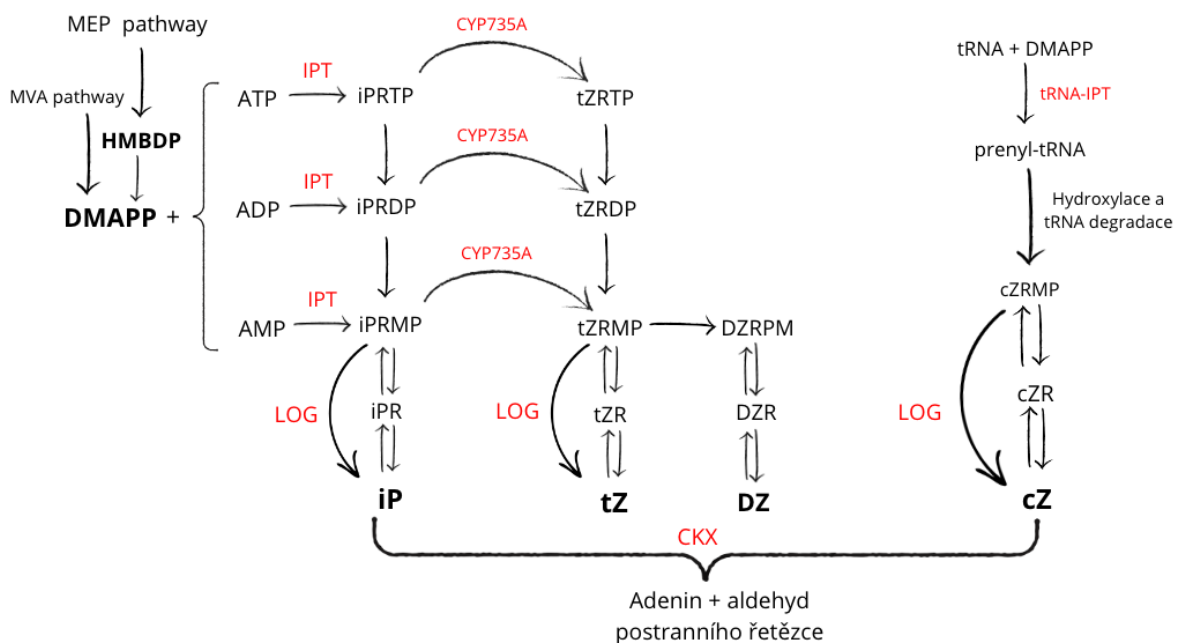 MEP pathway
CYP735A
tRNA + DMAPP
IPT
MVA pathway
ATP
iPRTP
tZRTP
tRNA-IPT
HMBDP
CYP735A
prenyl-tRNA
IPT
DMAPP +
ADP
iPRDP
tZRDP
Hydroxylace a
tRNA degradace
CYP735A
IPT
cZRMP
AMP
iPRMP
tZRMP
DZRPM
LOG
iPR
LOG
tZR
DZR
LOG
cZR
iP
tZ
DZ
cZ
CKX
Adenin + aldehyd
postranního řetězce